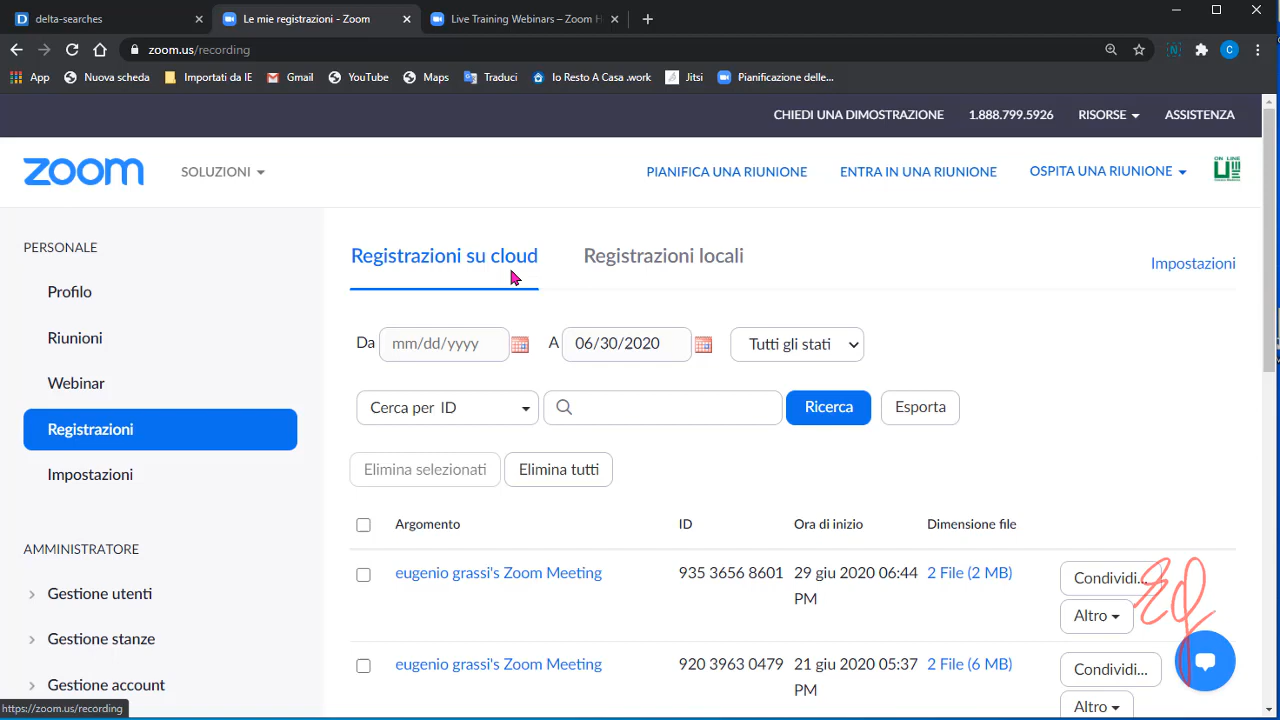 delta-searches
Le mie registrazioni - Zoom
Live Training Webinars – Zoom H
zoom.us/recording
App
Nuova scheda
Importati da IE
Gmail
YouTube
Maps
Traduci
Io Resto A Casa .work
Jitsi
Pianificazione delle...
CHIEDI UNA DIMOSTRAZIONE
1.888.799.5926
RISORSE
ASSISTENZA
zoom
SOLUZIONI
PIANIFICA UNA RIUNIONE
ENTRA IN UNA RIUNIONE
OSPITA UNA RIUNIONE
ON LINE
PERSONALE
Profilo
Riunioni
Webinar
Registrazioni
Impostazioni
AMMINISTRATORE
Gestione utenti
Gestione stanze
Gestione account
https://zoom.us/recording
Registrazioni su cloud
Registrazioni locali
Impostazioni
Da mm/dd/yyyy A 06/30/2020 Tutti gli stati
Cerca per ID Ricerca Esporta
Elimina selezionati Elimina tutti
Argomento ID Ora di inizio Dimensione file
eugenio grassi's Zoom Meeting 935 3656 8601 29 giu 2020 06:44 2 File (2 MB) Condividi...
PM Altro
eugenio grassi's Zoom Meeting 920 3963 0479 21 giu 2020 05:37 2 File (6 MB) Condividi...
PM Altro